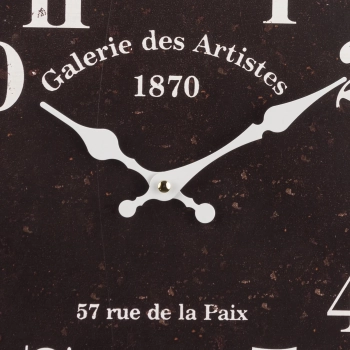 Galerie des Artistes
1870
57 rue de la Paix